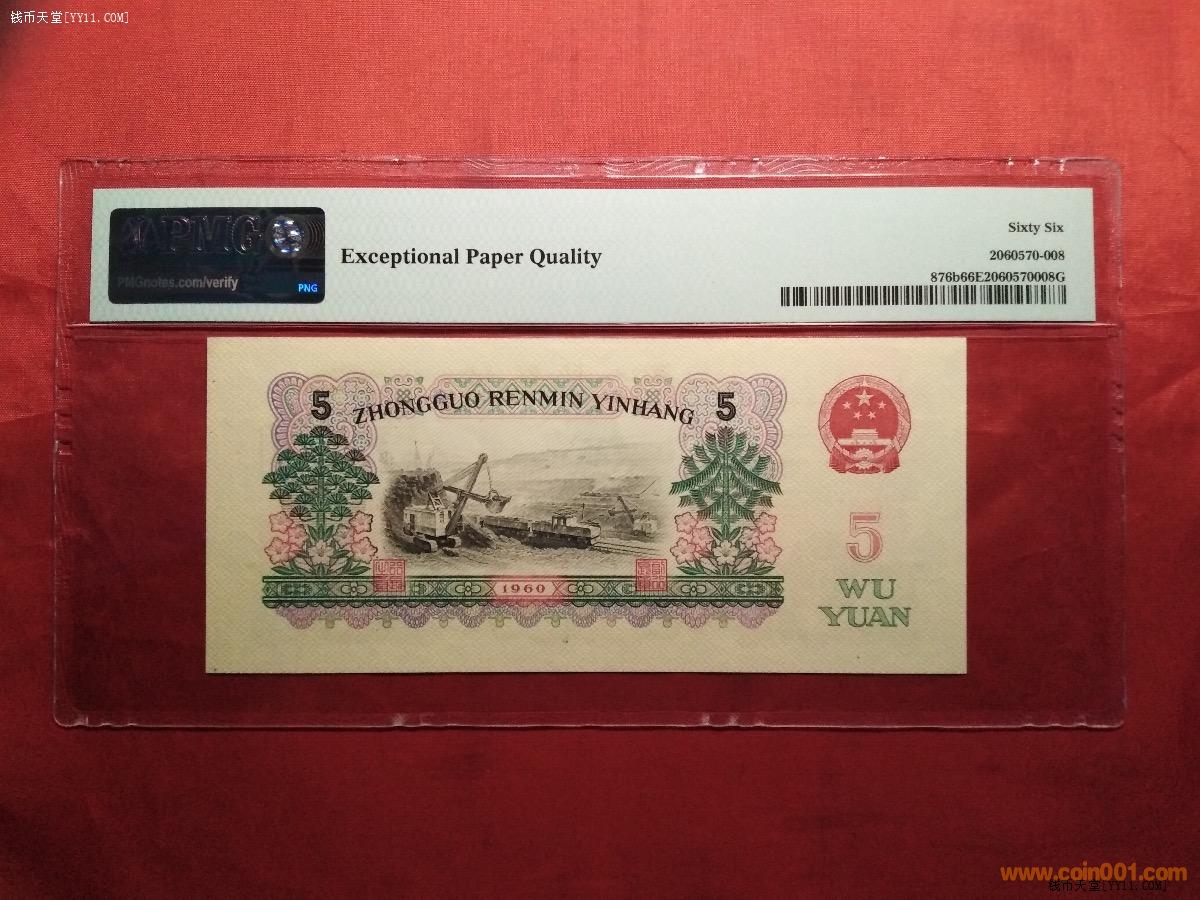 钱币天堂[YY11.COM]
PMG
PMGnotes.com/verify
PNG
Exceptional Paper Quality
Sixty Six
2060570-008
876b66E2060570008G
5 ZHONGGUO RENMIN YINHANG 5
5
WU
YUAN
1960
www.coin001.com
钱币天堂[YY11.COM]